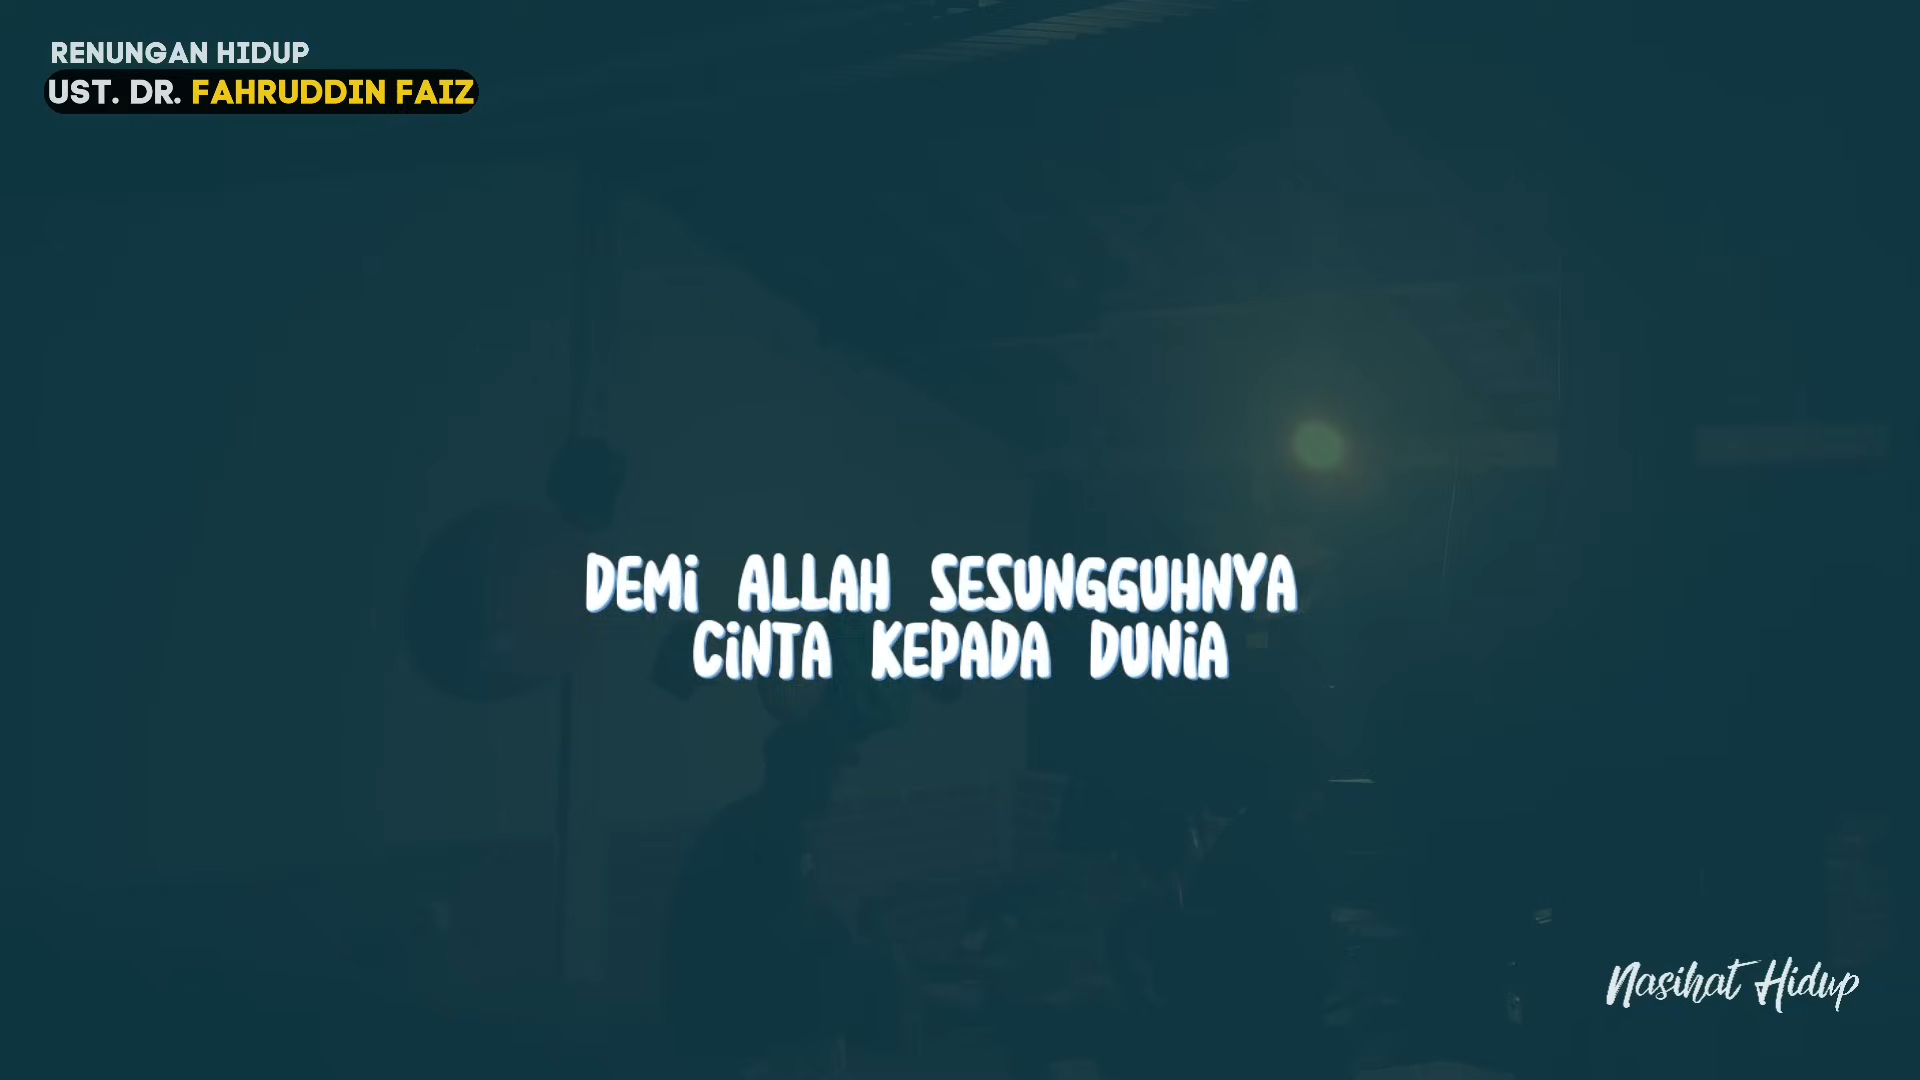 RENUNGAN HIDUP
UST. DR. FAHRUDDIN FAIZ
DEMI ALLAH SESUNGGUHNYA
CINTA KEPADA DUNIA
Nasihat Hidup